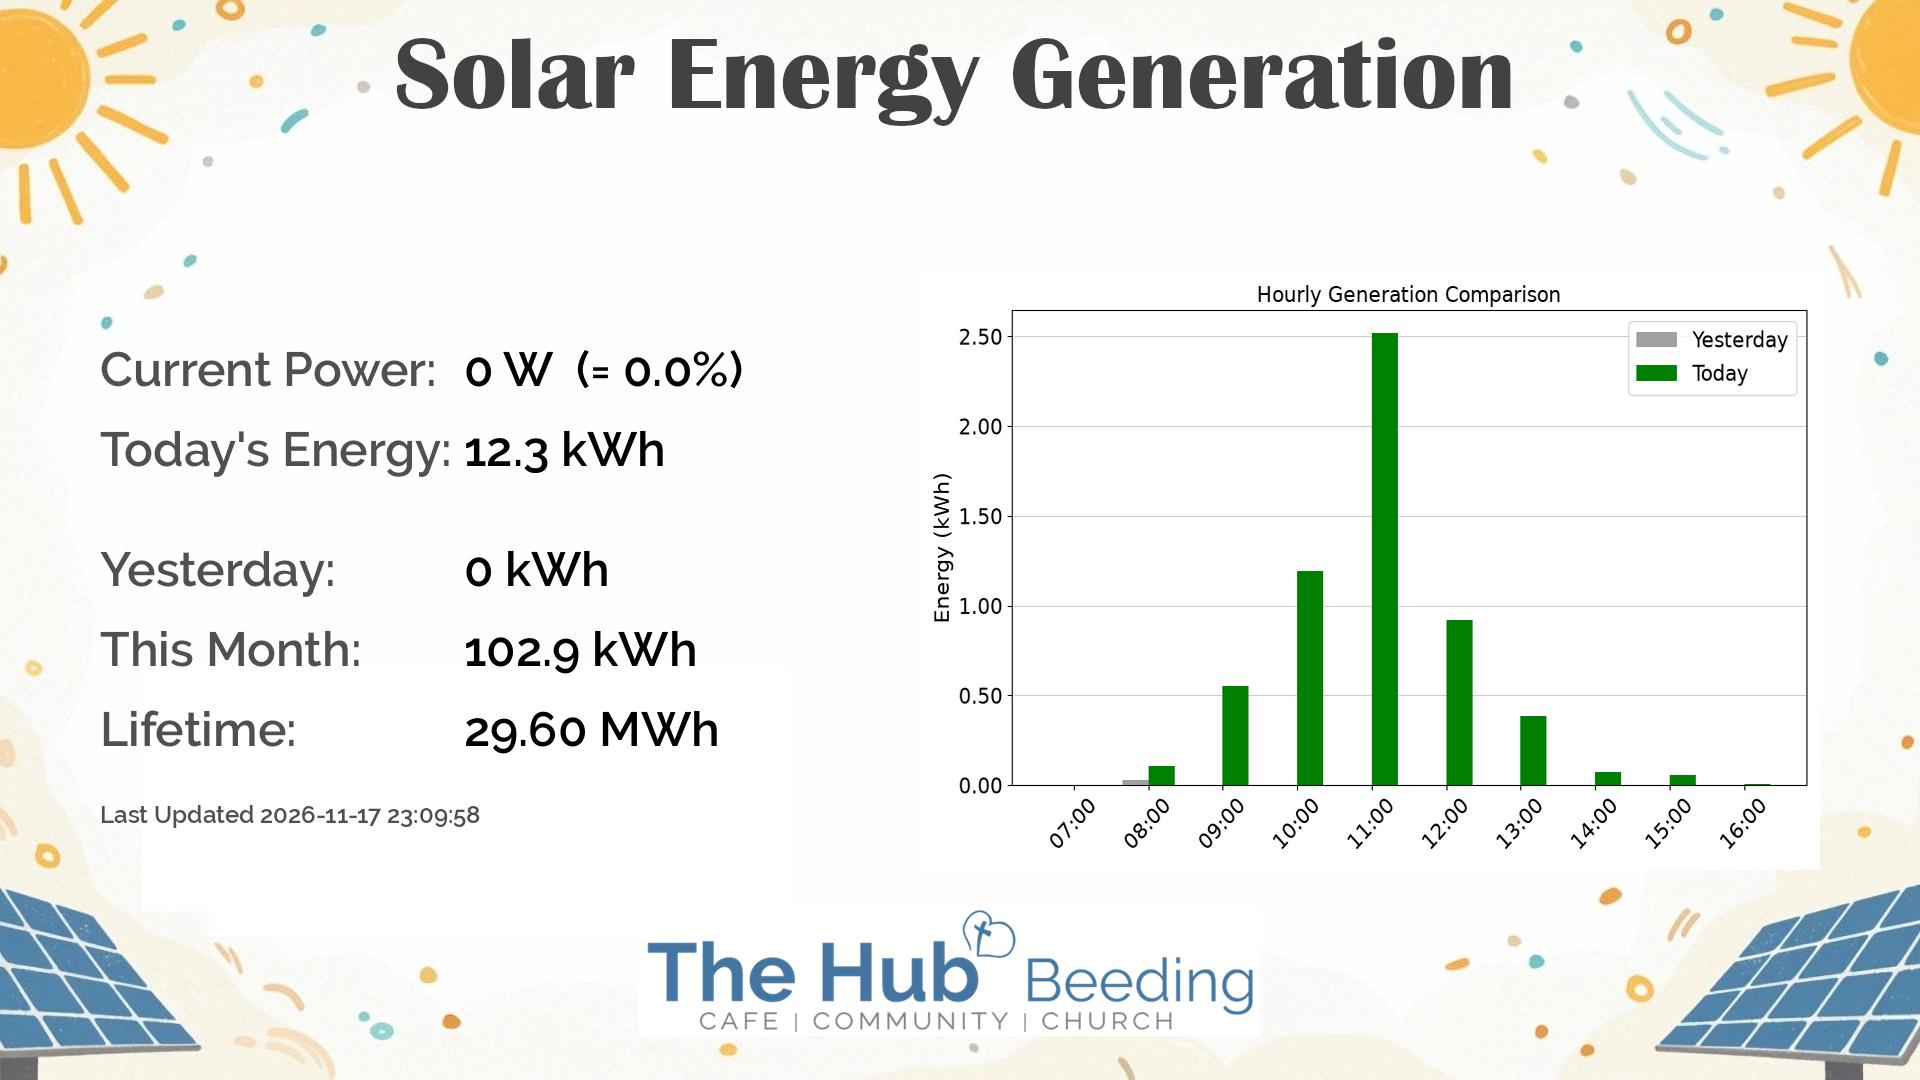 Solar Energy Generation
Current Power: 0 W (= 0.0%)
Today's Energy: 12.3 kWh
Yesterday: 0 kWh
This Month: 102.9 kWh
Lifetime: 29.60 MWh
Last Updated 2026-11-17 23:09:58
Hourly Generation Comparison
Yesterday
Today
Energy (kWh)
2.50
2.00
1.50
1.00
0.50
0.00
07:00 08:00 09:00 10:00 11:00 12:00 13:00 14:00 15:00 16:00
The Hub Beeding
CAFE | COMMUNITY | CHURCH